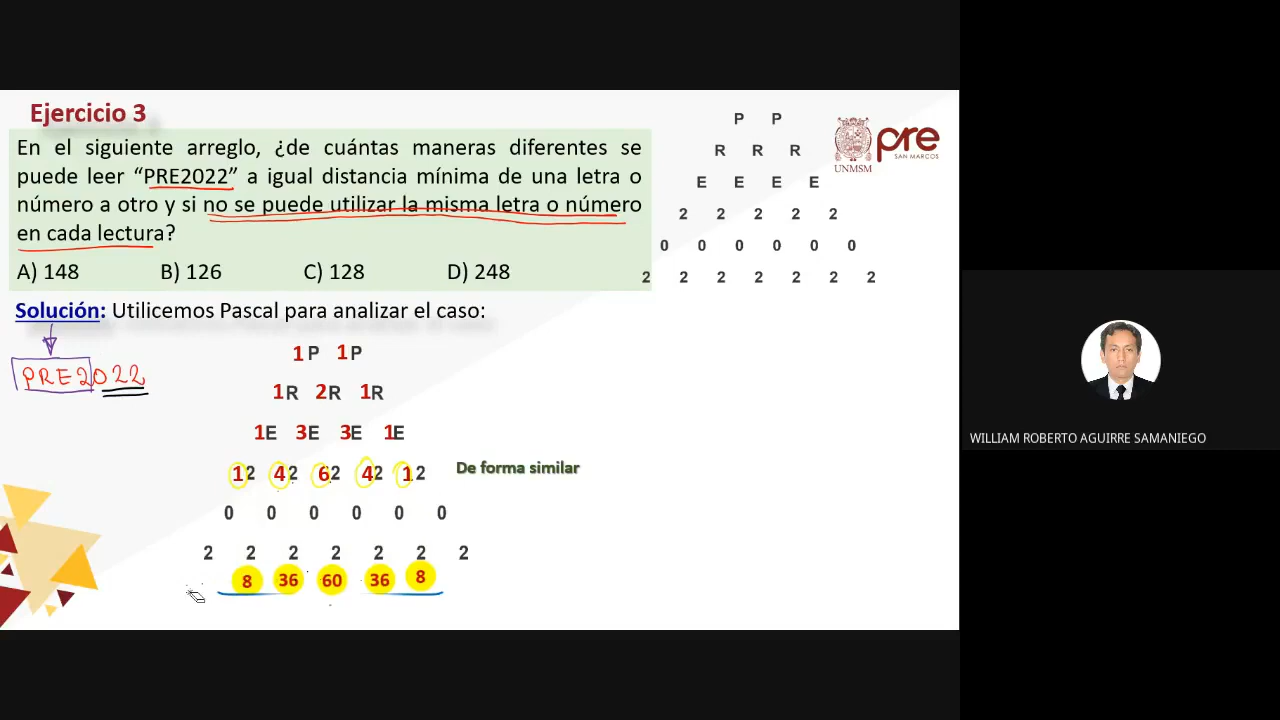 Ejercicio 3
En el siguiente arreglo, ¿de cuántas maneras diferentes se
puede leer “PRE2022” a igual distancia mínima de una letra o
número a otro y si no se puede utilizar la misma letra o número
en cada lectura?
A) 148 B) 126 C) 128 D) 248
P P
R R R
E E E E
2 2 2 2 2
0 0 0 0 0 0
2 2 2 2 2 2 2
UNMSM
pre
SAN MARCOS
Solución: Utilicemos Pascal para analizar el caso:
PRE2022
1P 1P
1R 2R 1R
1E 3E 3E 1E
12 42 62 42 12
De forma similar
0 0 0 0 0 0
2 2 2 2 2 2 2
8 36 60 36 8
WILLIAM ROBERTO AGUIRRE SAMANIEGO